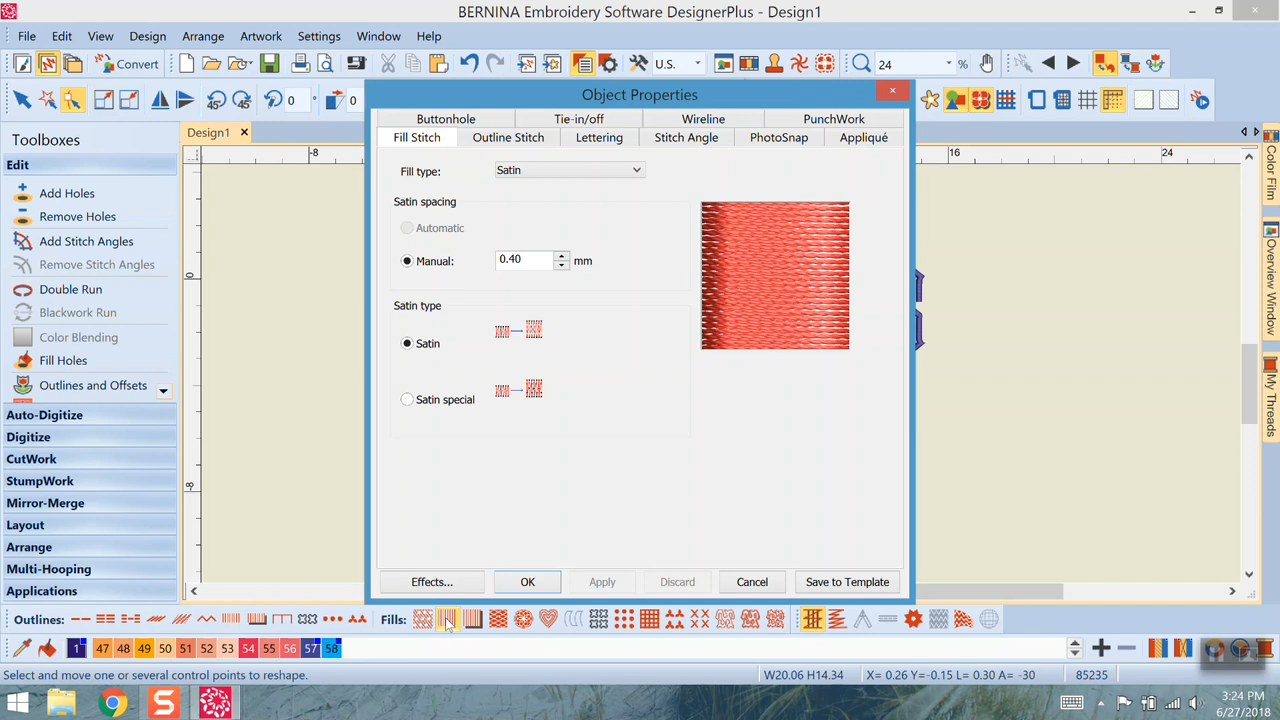 BERNINA Embroidery Software DesignerPlus - Design1
File Edit View Design Arrange Artwork Settings Window Help
Convert U.S. 24 %
0 ° 0
Toolboxes
Edit
Add Holes
Remove Holes
Add Stitch Angles
Remove Stitch Angles
Double Run
Blackwork Run
Color Blending
Fill Holes
Outlines and Offsets
Auto-Digitize
Digitize
CutWork
StumpWork
Mirror-Merge
Layout
Arrange
Multi-Hooping
Applications
Design1
-8 16 24
0
-8
Object Properties
Buttonhole Tie-in/off Wireline PunchWork
Fill Stitch Outline Stitch Lettering Stitch Angle PhotoSnap Appliqué
Fill type: Satin
Satin spacing
Automatic
Manual: 0.40 mm
Satin type
Satin
Satin special
Effects... OK Apply Discard Cancel Save to Template
Color Film
Overview Window
My Threads
Outlines: Fills:
1 47 48 49 50 51 52 53 54 55 56 57 58
Select and move one or several control points to reshape. W20.06 H14.34 X= 0.26 Y=-0.15 L= 0.30 A= -30 85235
3:24 PM
6/27/2018